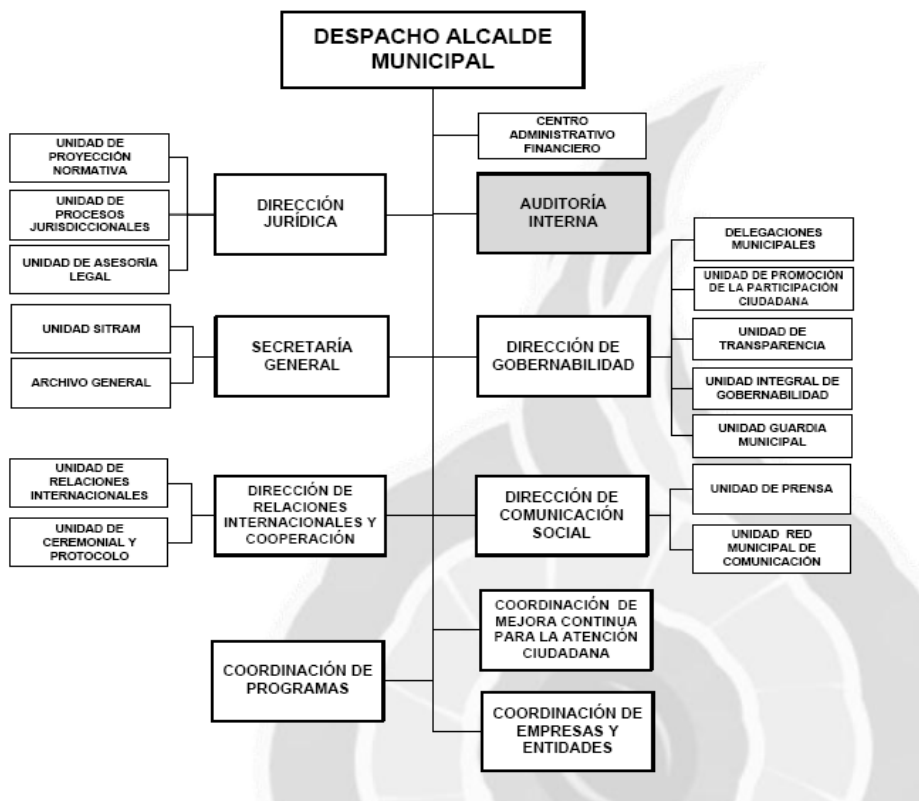 DESPACHO ALCALDE
MUNICIPAL
CENTRO
ADMINISTRATIVO
FINANCIERO
UNIDAD DE
PROYECCIÓN
NORMATIVA
UNIDAD DE
PROCESOS
JURISDICCIONALES
UNIDAD DE ASESORÍA
LEGAL
DIRECCIÓN
JURÍDICA
AUDITORÍA
INTERNA
DELEGACIONES
MUNICIPALES
UNIDAD DE PROMOCIÓN
DE LA PARTICIPACIÓN
CIUDADANA
UNIDAD DE
TRANSPARENCIA
UNIDAD INTEGRAL DE
GOBERNABILIDAD
UNIDAD GUARDIA
MUNICIPAL
UNIDAD SITRAM
ARCHIVO GENERAL
SECRETARÍA
GENERAL
DIRECCIÓN DE
GOBERNABILIDAD
UNIDAD DE
RELACIONES
INTERNACIONALES
UNIDAD DE
CEREMONIAL Y
PROTOCOLO
DIRECCIÓN DE
RELACIONES
INTERNACIONALES Y
COOPERACIÓN
DIRECCIÓN DE
COMUNICACIÓN
SOCIAL
UNIDAD DE PRENSA
UNIDAD RED
MUNICIPAL DE
COMUNICACIÓN
COORDINACIÓN DE
MEJORA CONTINUA
PARA LA ATENCIÓN
CIUDADANA
COORDINACIÓN DE
PROGRAMAS
COORDINACIÓN DE
EMPRESAS Y
ENTIDADES